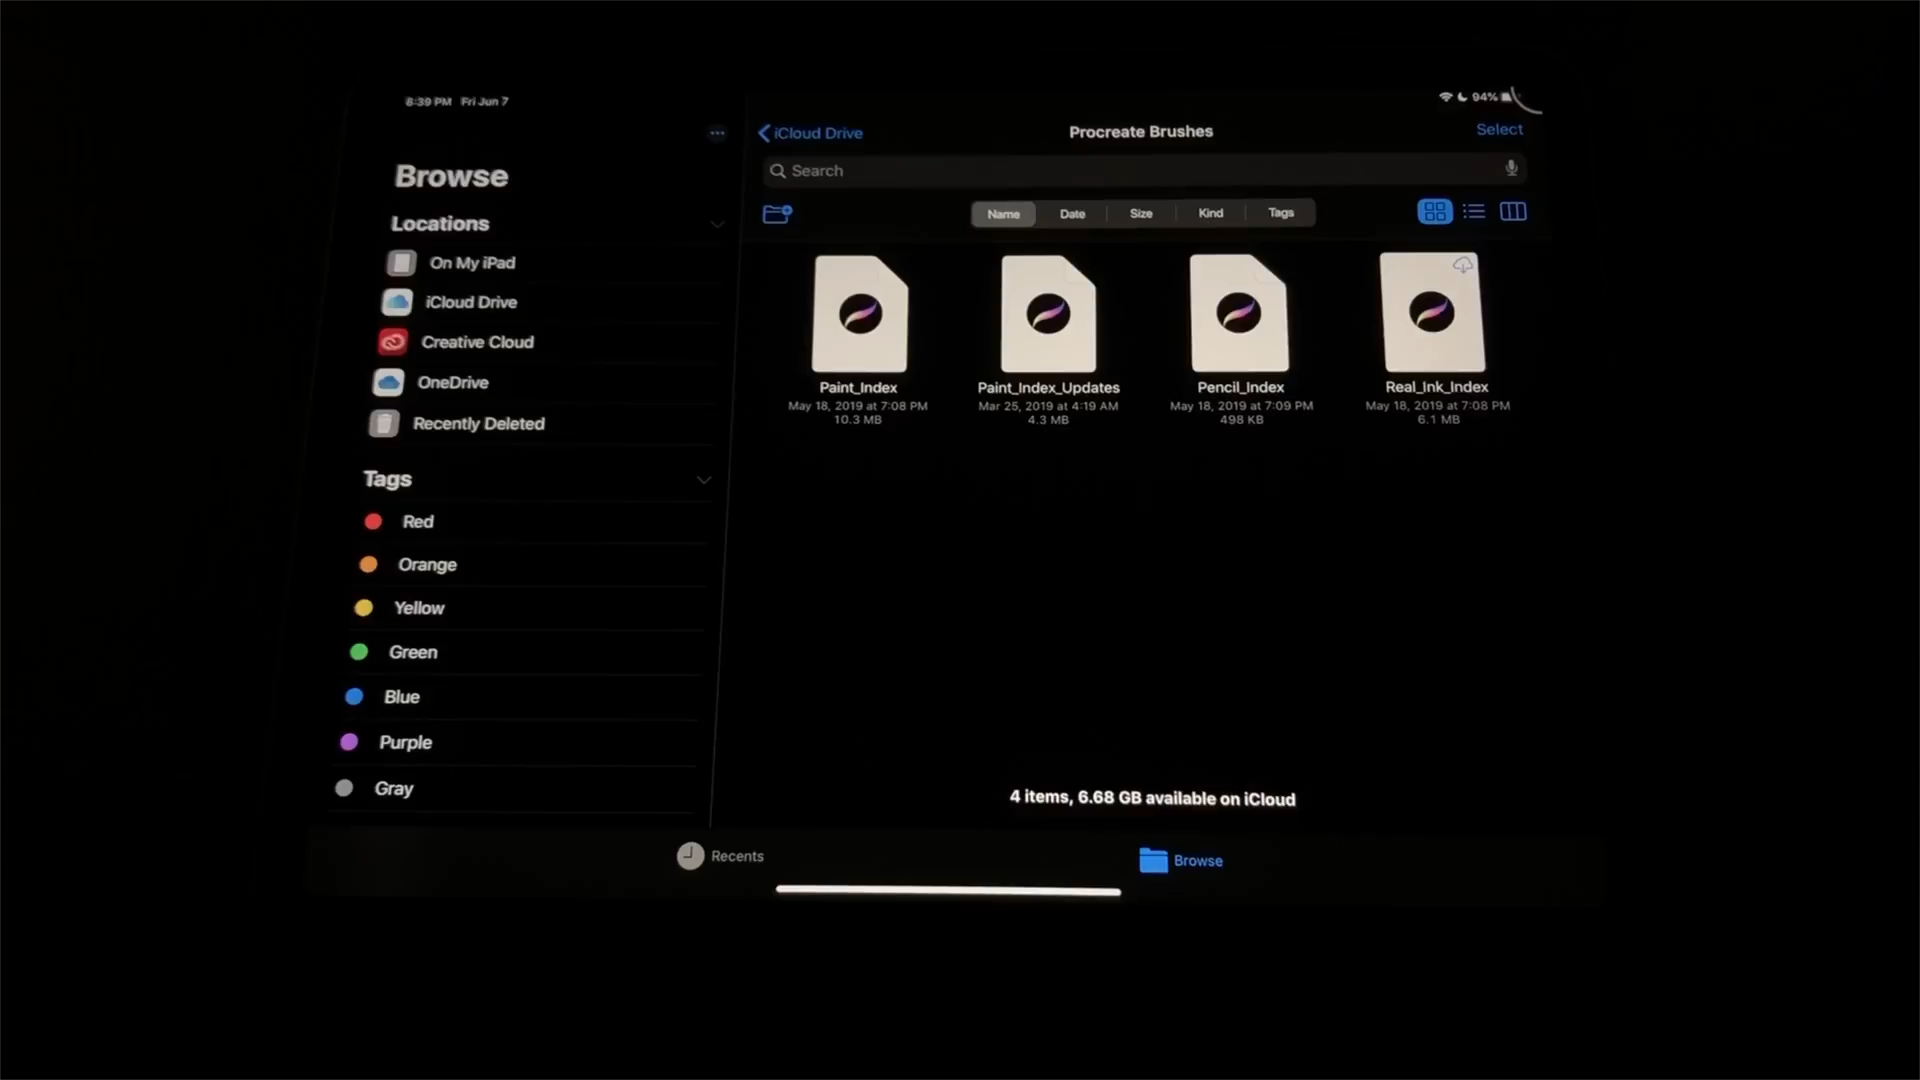 8:39 PM Fri Jun 7
94%
Browse
Locations
On My iPad
iCloud Drive
Creative Cloud
OneDrive
Recently Deleted
Tags
Red
Orange
Yellow
Green
Blue
Purple
Gray
iCloud Drive
Procreate Brushes
Select
Search
Name Date Size Kind Tags
Paint_Index
May 18, 2019 at 7:08 PM
10.3 MB
Paint_Index_Updates
Mar 25, 2019 at 4:19 AM
4.3 MB
Pencil_Index
May 18, 2019 at 7:09 PM
498 KB
Real_Ink_Index
May 18, 2019 at 7:08 PM
6.1 MB
4 items, 6.68 GB available on iCloud
Recents
Browse